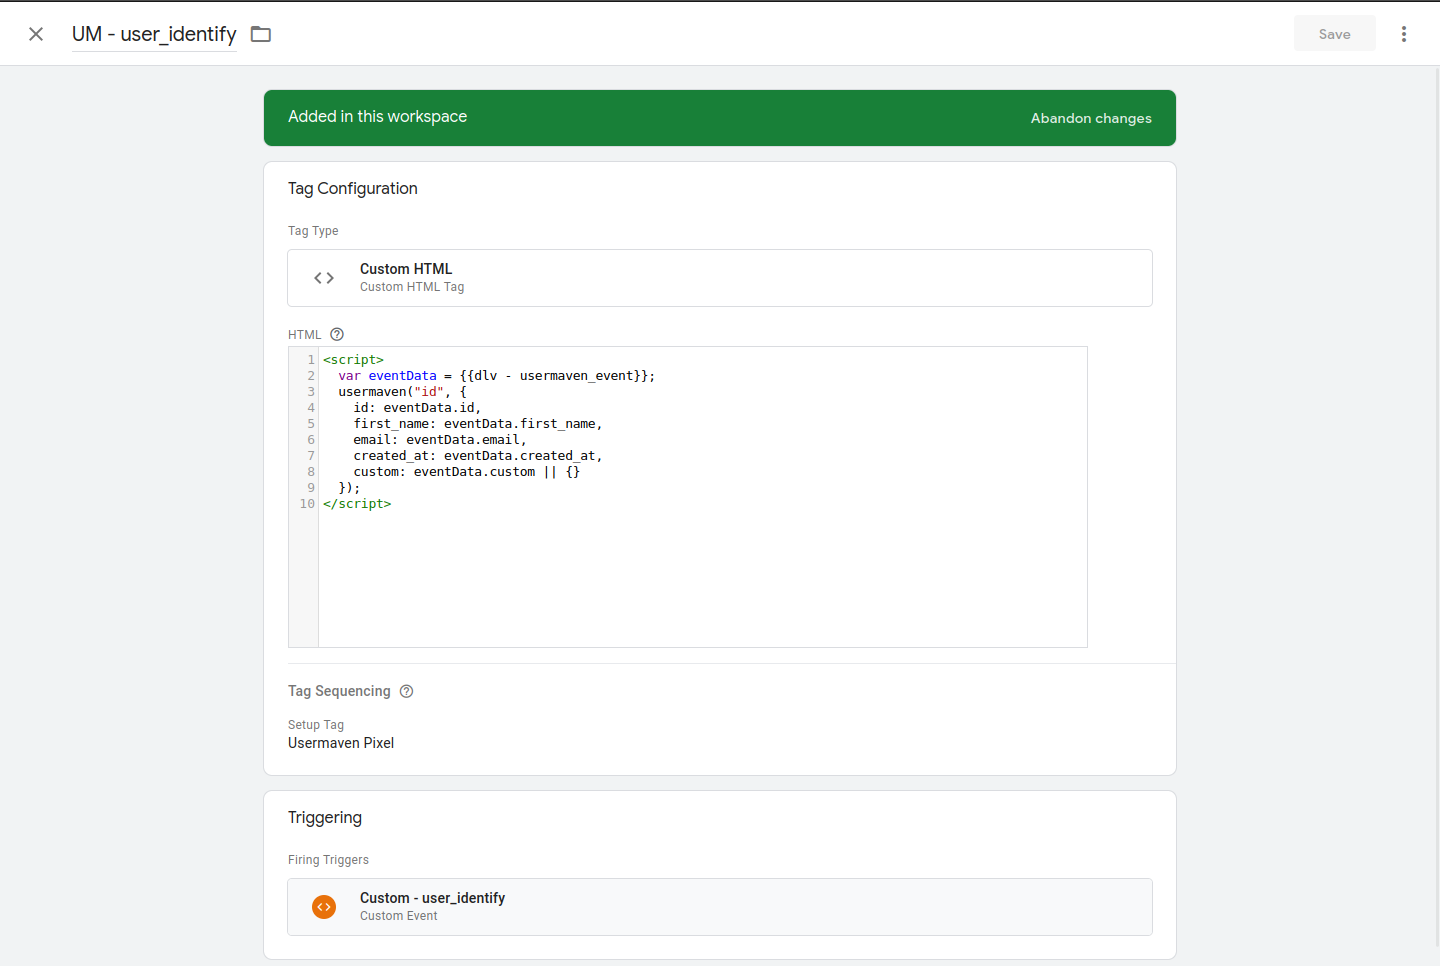 UM - user_identify
Save
Added in this workspace
Abandon changes
Tag Configuration
Tag Type
Custom HTML
Custom HTML Tag
HTML
1 <script>
2   var eventData = {{dlv - usermaven_event}};
3   usermaven("id", {
4     id: eventData.id,
5     first_name: eventData.first_name,
6     email: eventData.email,
7     created_at: eventData.created_at,
8     custom: eventData.custom || {}
9   });
10 </script>
Tag Sequencing
Setup Tag
Usermaven Pixel
Triggering
Firing Triggers
Custom - user_identify
Custom Event